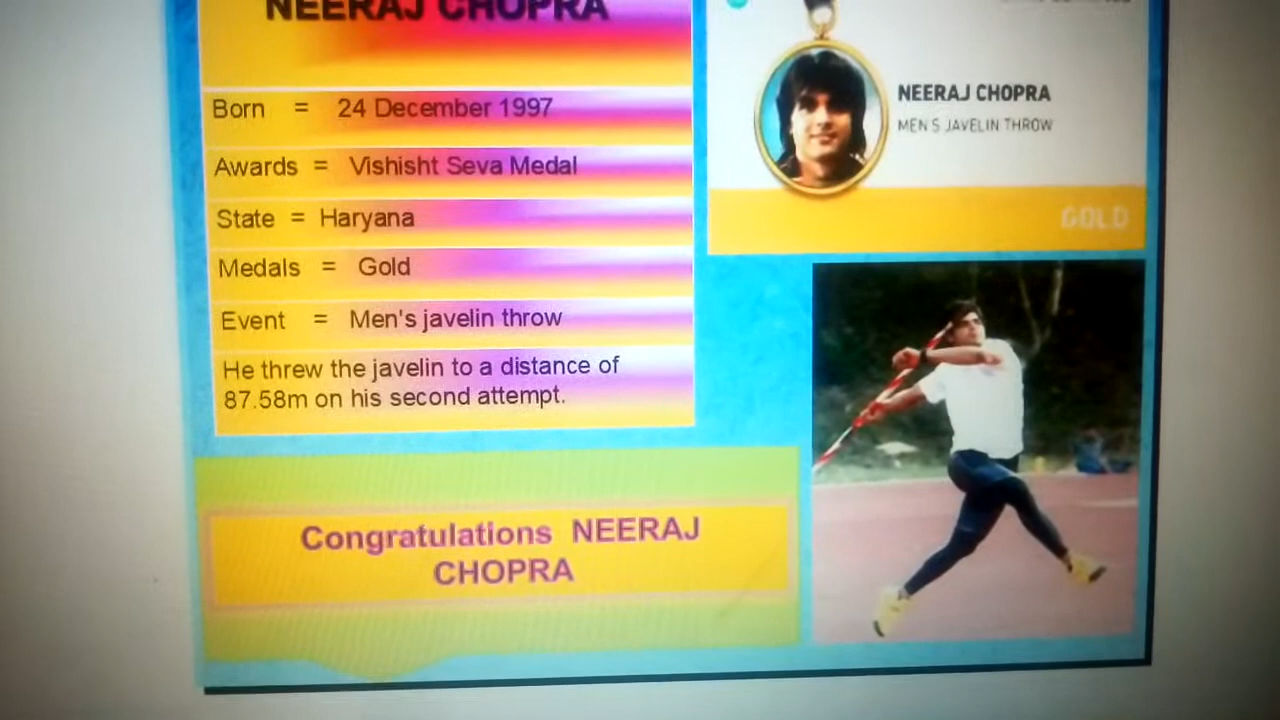 NEERAJ CHOPRA
Born = 24 December 1997
Awards = Vishisht Seva Medal
State = Haryana
Medals = Gold
Event = Men's javelin throw
He threw the javelin to a distance of
87.58m on his second attempt.
NEERAJ CHOPRA
MEN'S JAVELIN THROW
GOLD
Congratulations NEERAJ
CHOPRA